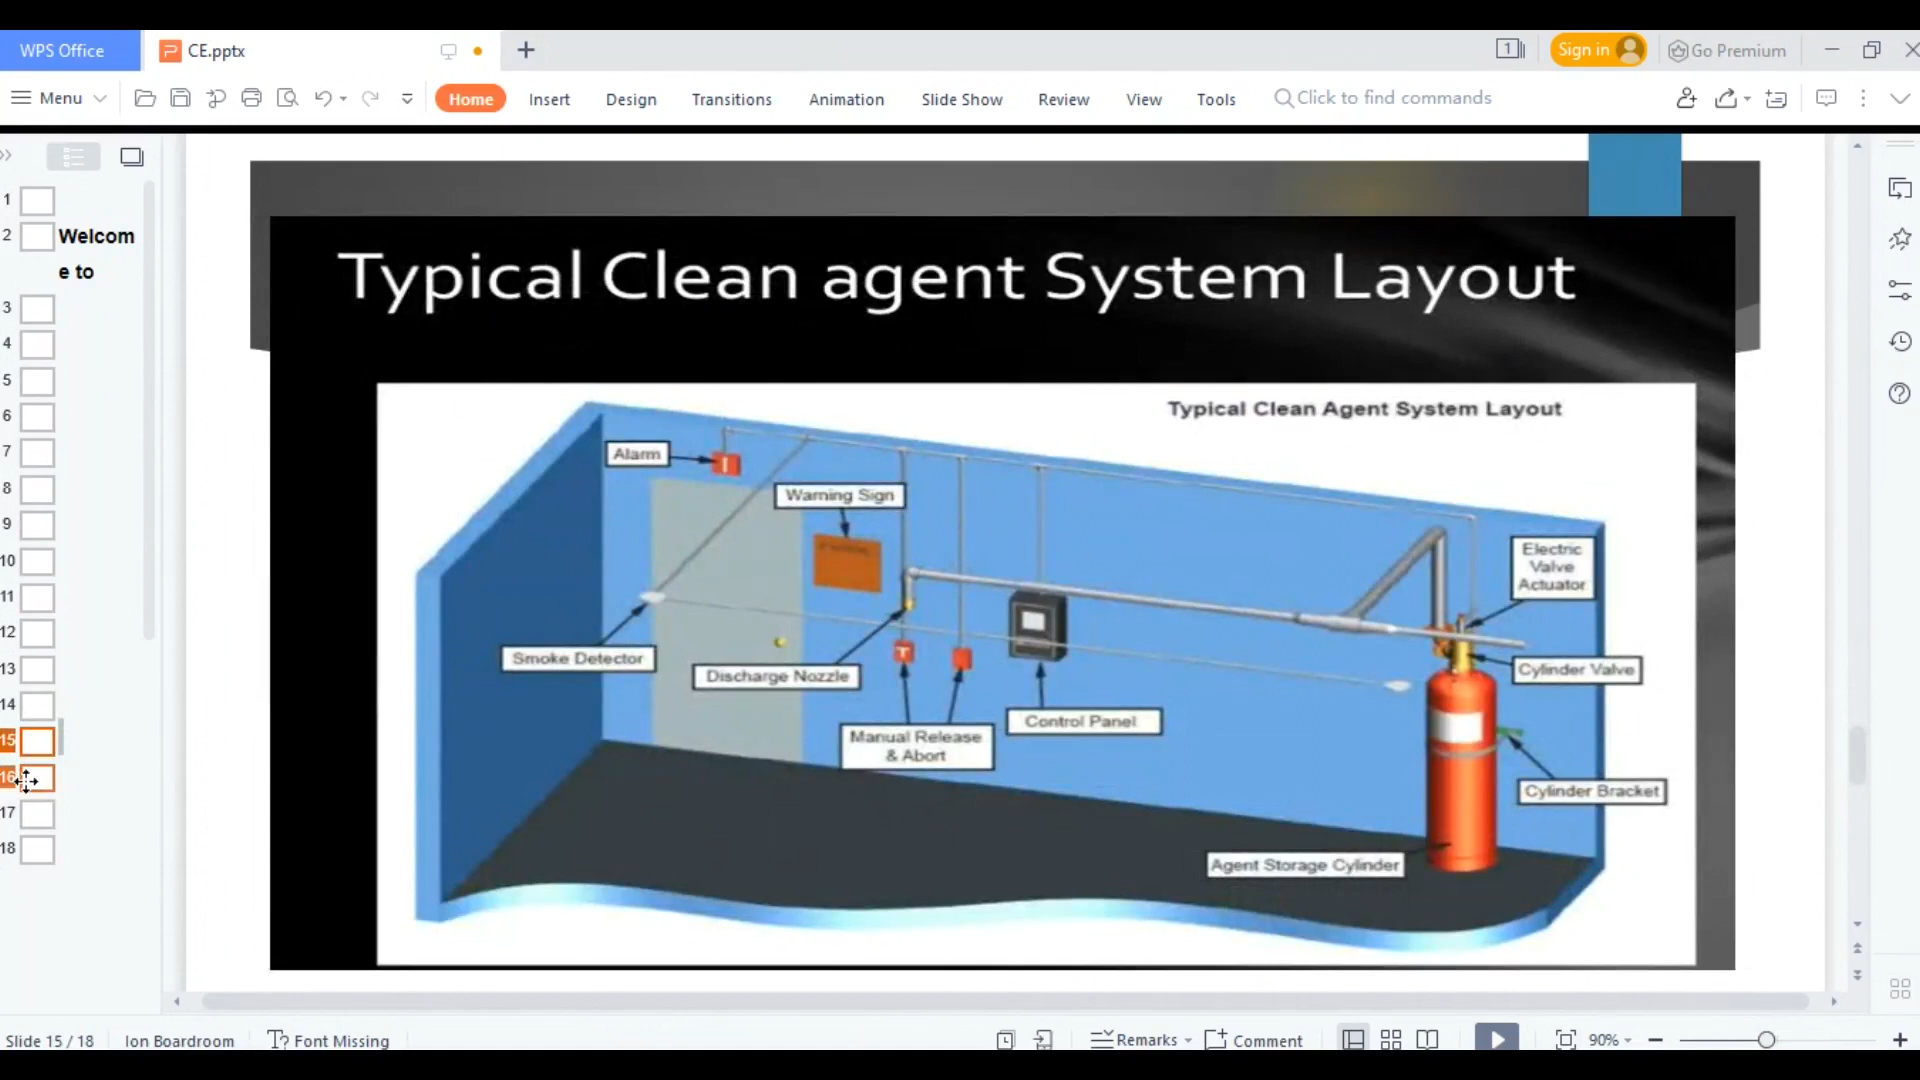 WPS Office
CE.pptx
1
Sign in
Go Premium
Menu
Home
Insert
Design
Transitions
Animation
Slide Show
Review
View
Tools
Click to find commands
1
2
Welcom
e to
3
4
5
6
7
8
9
10
11
12
13
14
15
16
17
18
Typical Clean agent System Layout
Typical Clean Agent System Layout
Alarm
Warning Sign
Electric
Valve
Actuator
Smoke Detector
Discharge Nozzle
Cylinder Valve
Control Panel
Manual Release
& Abort
Cylinder Bracket
Agent Storage Cylinder
Slide 15 / 18
Ion Boardroom
Font Missing
Remarks
Comment
90%